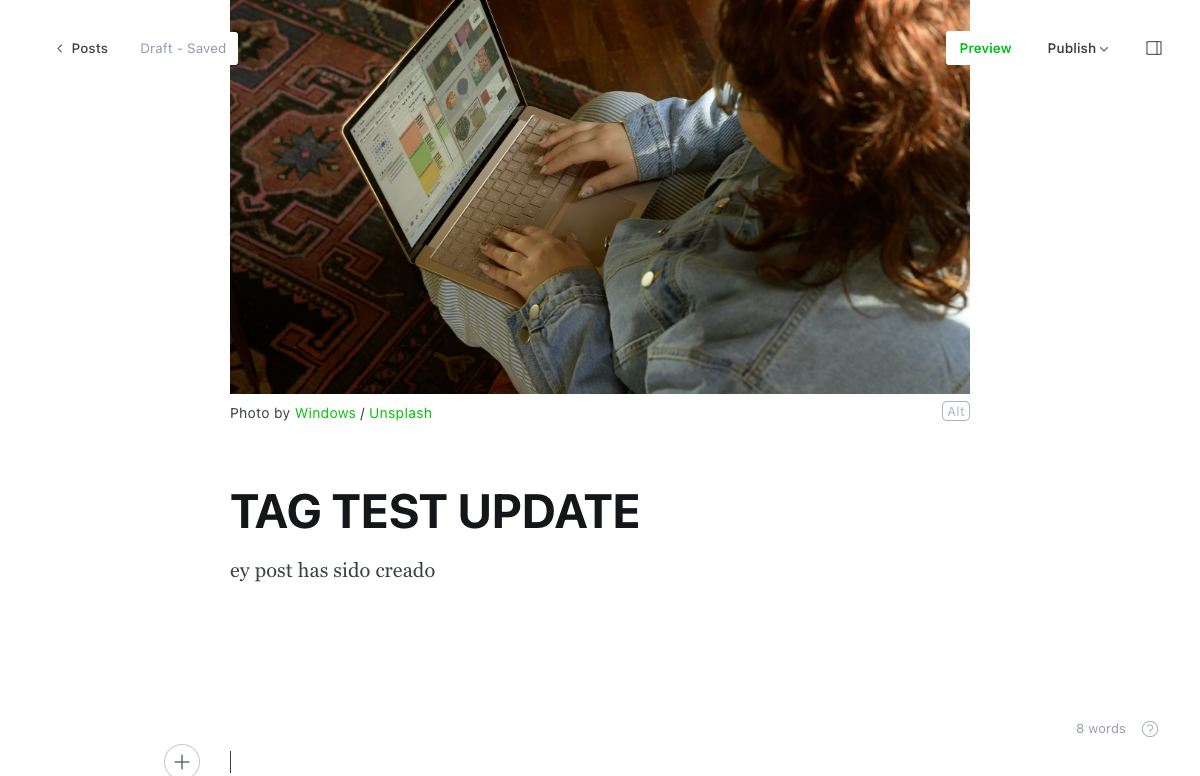 Posts
Draft - Saved
Preview
Publish
Photo by Windows / Unsplash
Alt
TAG TEST UPDATE
ey post has sido creado
8 words